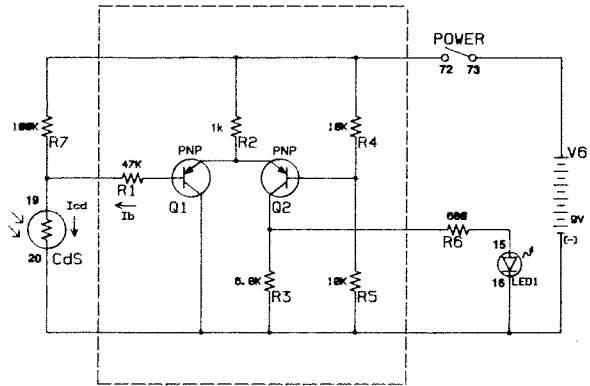 POWER
72 73
100K
R7
1k
R2
10K
R4
PNP
PNP
47K
R1
Q1
Q2
Ib
19
Icd
20
CdS
V6
9V
(-)
680
R6
15
16
LED1
6.8K
R3
10K
R5